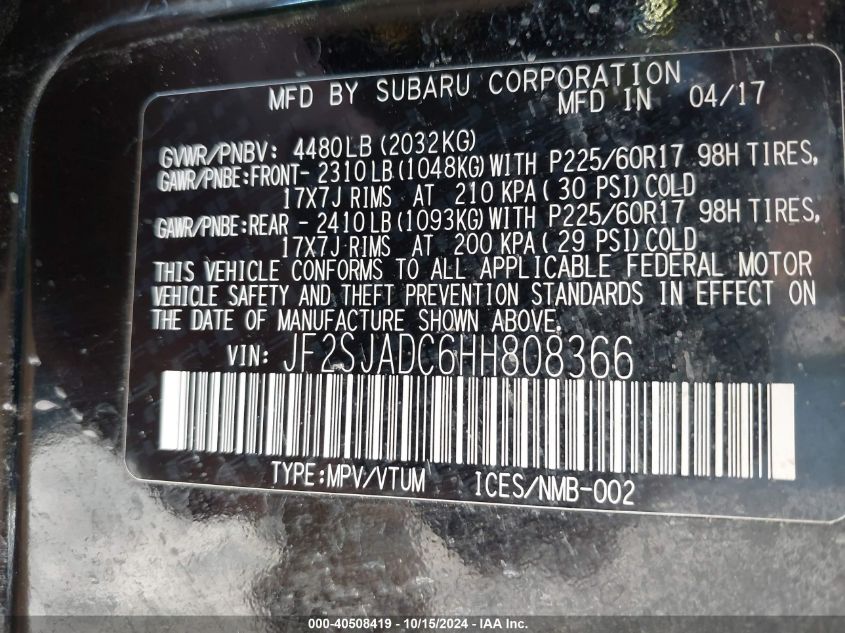 MFD BY SUBARU CORPORATION
MFD IN 04/17
GVWR/PNBV: 4480LB(2032KG)
GAWR/PNBE:FRONT- 2310LB(1048KG)WITH P225/60R17 98H TIRES,
17X7J RIMS AT 210 KPA( 30 PSI)COLD
GAWR/PNBE:REAR - 2410LB(1093KG)WITH P225/60R17 98H TIRES,
17X7J RIMS AT 200 KPA( 29 PSI)COLD
THIS VEHICLE CONFORMS TO ALL APPLICABLE FEDERAL MOTOR
VEHICLE SAFETY AND THEFT PREVENTION STANDARDS IN EFFECT ON
THE DATE OF MANUFACTURE SHOWN ABOVE.
VIN: JF2SJADC6HH808366
TYPE:MPV/VTUM ICES/NMB-002
000-40508419 - 10/15/2024 - IAA Inc.